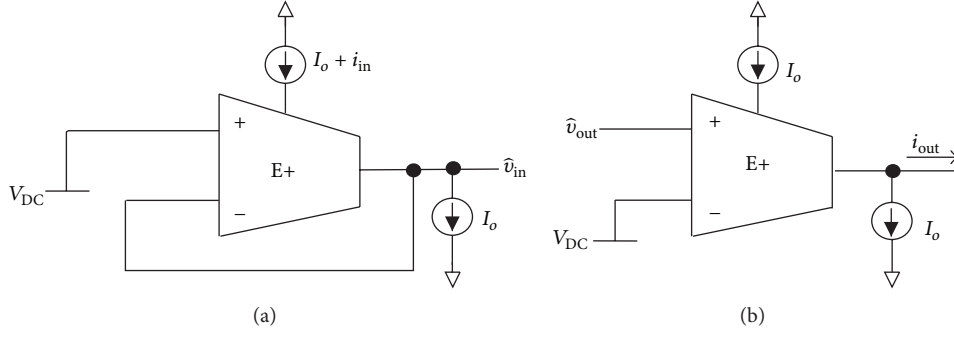 I_o + i_in
+
E+
−
V_DC
v̂_in
I_o
(a)
I_o
v̂_out
+
E+
−
V_DC
i_out
I_o
(b)